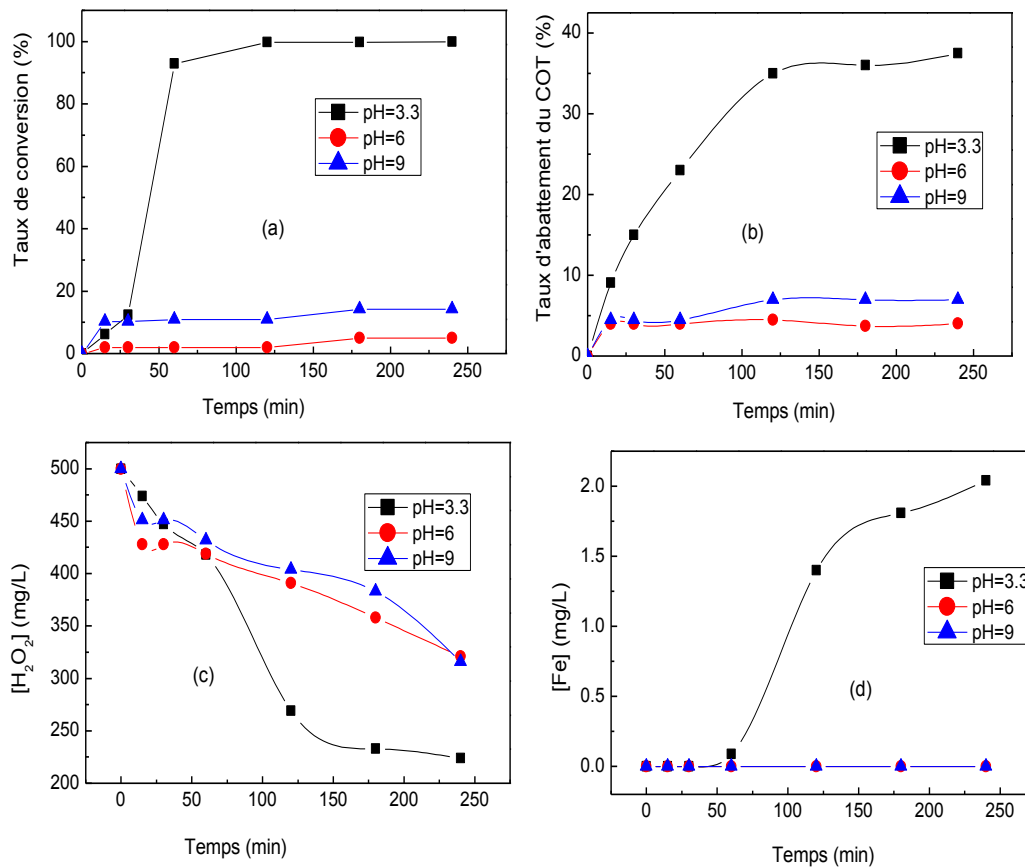 Taux de conversion (%)
100
80
60
40
20
0
pH=3.3
pH=6
pH=9
(a)
0 50 100 150 200 250
Temps (min)
Taux d'abattement du COT (%)
40
35
30
25
20
15
10
5
0
pH=3.3
pH=6
pH=9
(b)
0 50 100 150 200 250
Temps (min)
[H₂O₂] (mg/L)
500
450
400
350
300
250
200
pH=3.3
pH=6
pH=9
(c)
0 50 100 150 200 250
Temps (min)
[Fe] (mg/L)
2.0
1.5
1.0
0.5
0.0
pH=3.3
pH=6
pH=9
(d)
0 50 100 150 200 250
Temps (min)